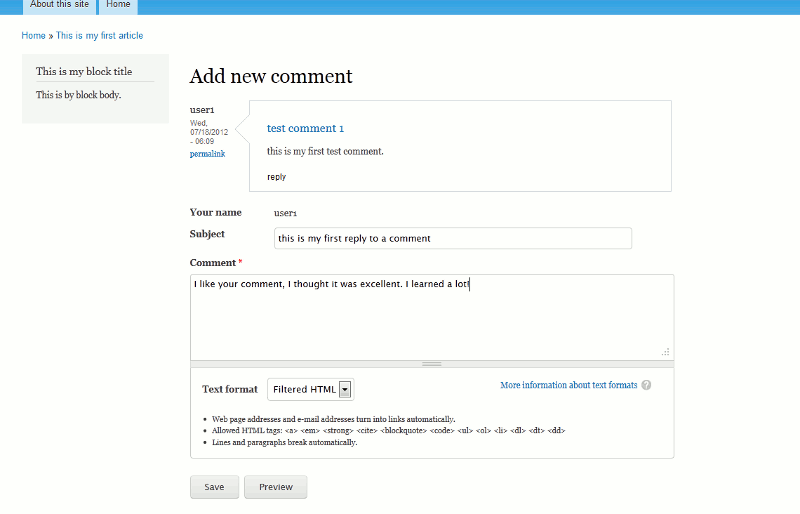 About this site Home
Home » This is my first article
This is my block title
This is by block body.
Add new comment
user1
Wed,
07/18/2012
- 06:09
permalink
test comment 1
this is my first test comment.
reply
Your name user1
Subject this is my first reply to a comment
Comment *
I like your comment, I thought it was excellent. I learned a lot!
Text format Filtered HTML More information about text formats ?
Web page addresses and e-mail addresses turn into links automatically.
Allowed HTML tags: <a> <em> <strong> <cite> <blockquote> <code> <ul> <ol> <li> <dl> <dt> <dd>
Lines and paragraphs break automatically.
Save Preview